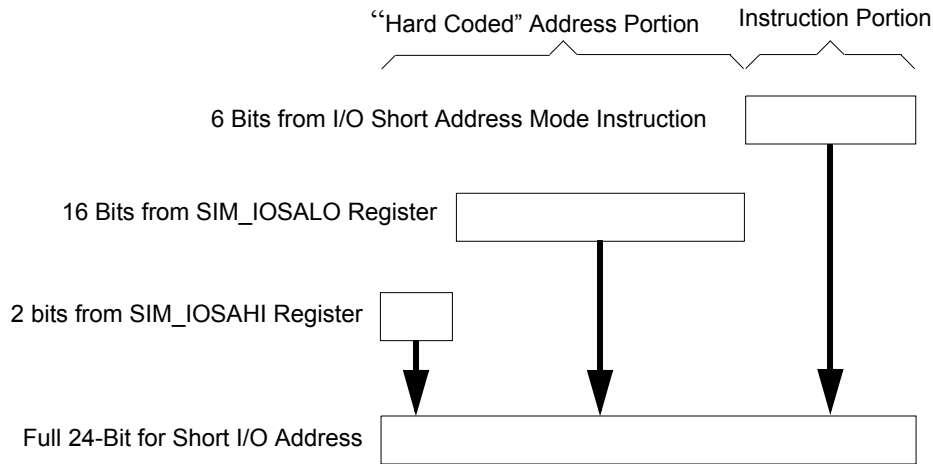 “Hard Coded” Address Portion
Instruction Portion
6 Bits from I/O Short Address Mode Instruction
16 Bits from SIM_IOSALO Register
2 bits from SIM_IOSAHI Register
Full 24-Bit for Short I/O Address